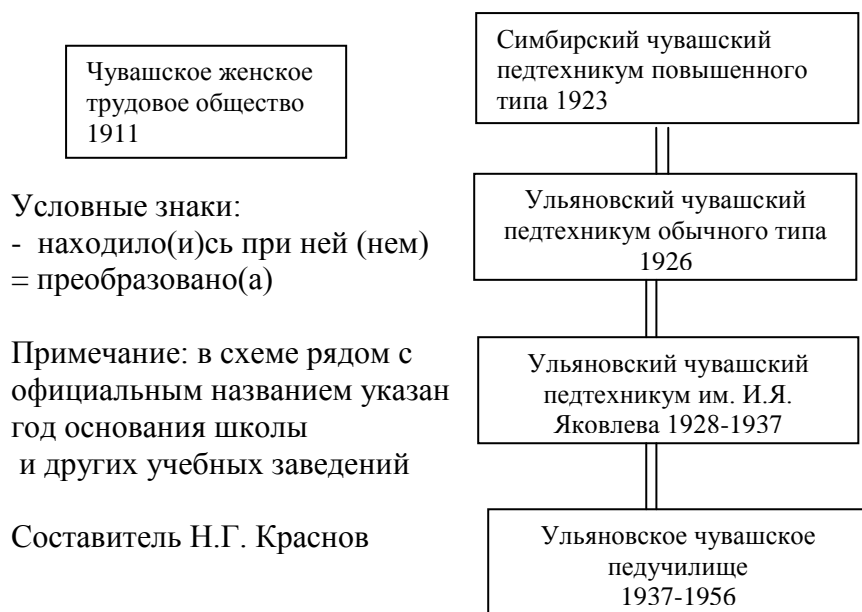 Чувашское женское
трудовое общество
1911
Условные знаки:
- находило(и)сь при ней (нем)
= преобразовано(а)
Примечание: в схеме рядом с
официальным названием указан
год основания школы
и других учебных заведений
Составитель Н.Г. Краснов
Симбирский чувашский
педтехникум повышенного
типа 1923
Ульяновский чувашский
педтехникум обычного типа
1926
Ульяновский чувашский
педтехникум им. И.Я.
Яковлева 1928-1937
Ульяновское чувашское
педучилище
1937-1956